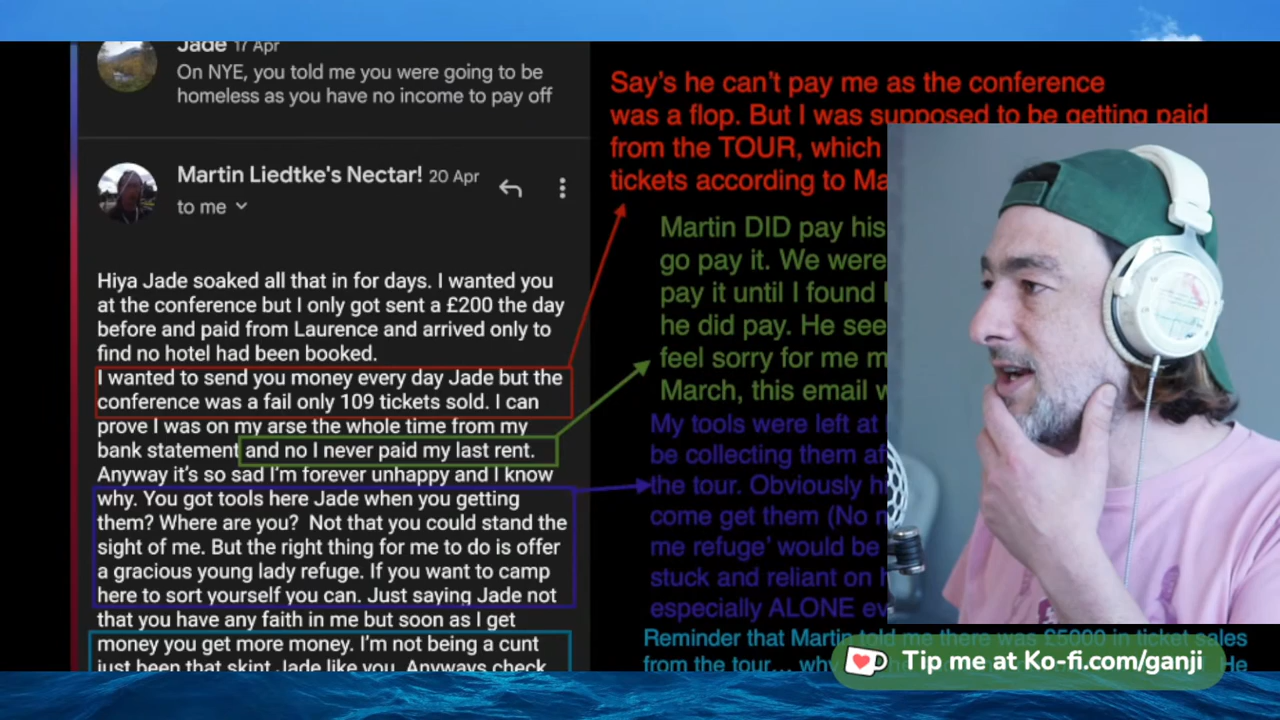 Jade 17 Apr
On NYE, you told me you were going to be
homeless as you have no income to pay off
Martin Liedtke's Nectar! 20 Apr
to me
Hiya Jade soaked all that in for days. I wanted you
at the conference but I only got sent a £200 the day
before and paid from Laurence and arrived only to
find no hotel had been booked.
I wanted to send you money every day Jade but the
conference was a fail only 109 tickets sold. I can
prove I was on my arse the whole time from my
bank statement and no I never paid my last rent.
Anyway it's so sad I'm forever unhappy and I know
why. You got tools here Jade when you getting
them? Where are you? Not that you could stand the
sight of me. But the right thing for me to do is offer
a gracious young lady refuge. If you want to camp
here to sort yourself you can. Just saying Jade not
that you have any faith in me but soon as I get
money you get more money. I'm not being a cunt
just been that skint Jade like you. Anyways check
Say's he can't pay me as the conference
was a flop. But I was supposed to be getting paid
from the TOUR, which
tickets according to
Martin DID pay his
go pay it. We were
pay it until I found
he did pay. He
feel sorry for me
March, this email
My tools were left at
be collecting them
the tour. Obviously
come get them (No
me refuge' would be
stuck and reliant on
especially ALONE
Reminder that Martin told me there was £5000 in ticket sales
from the tour... He
Tip me at Ko-fi.com/ganji